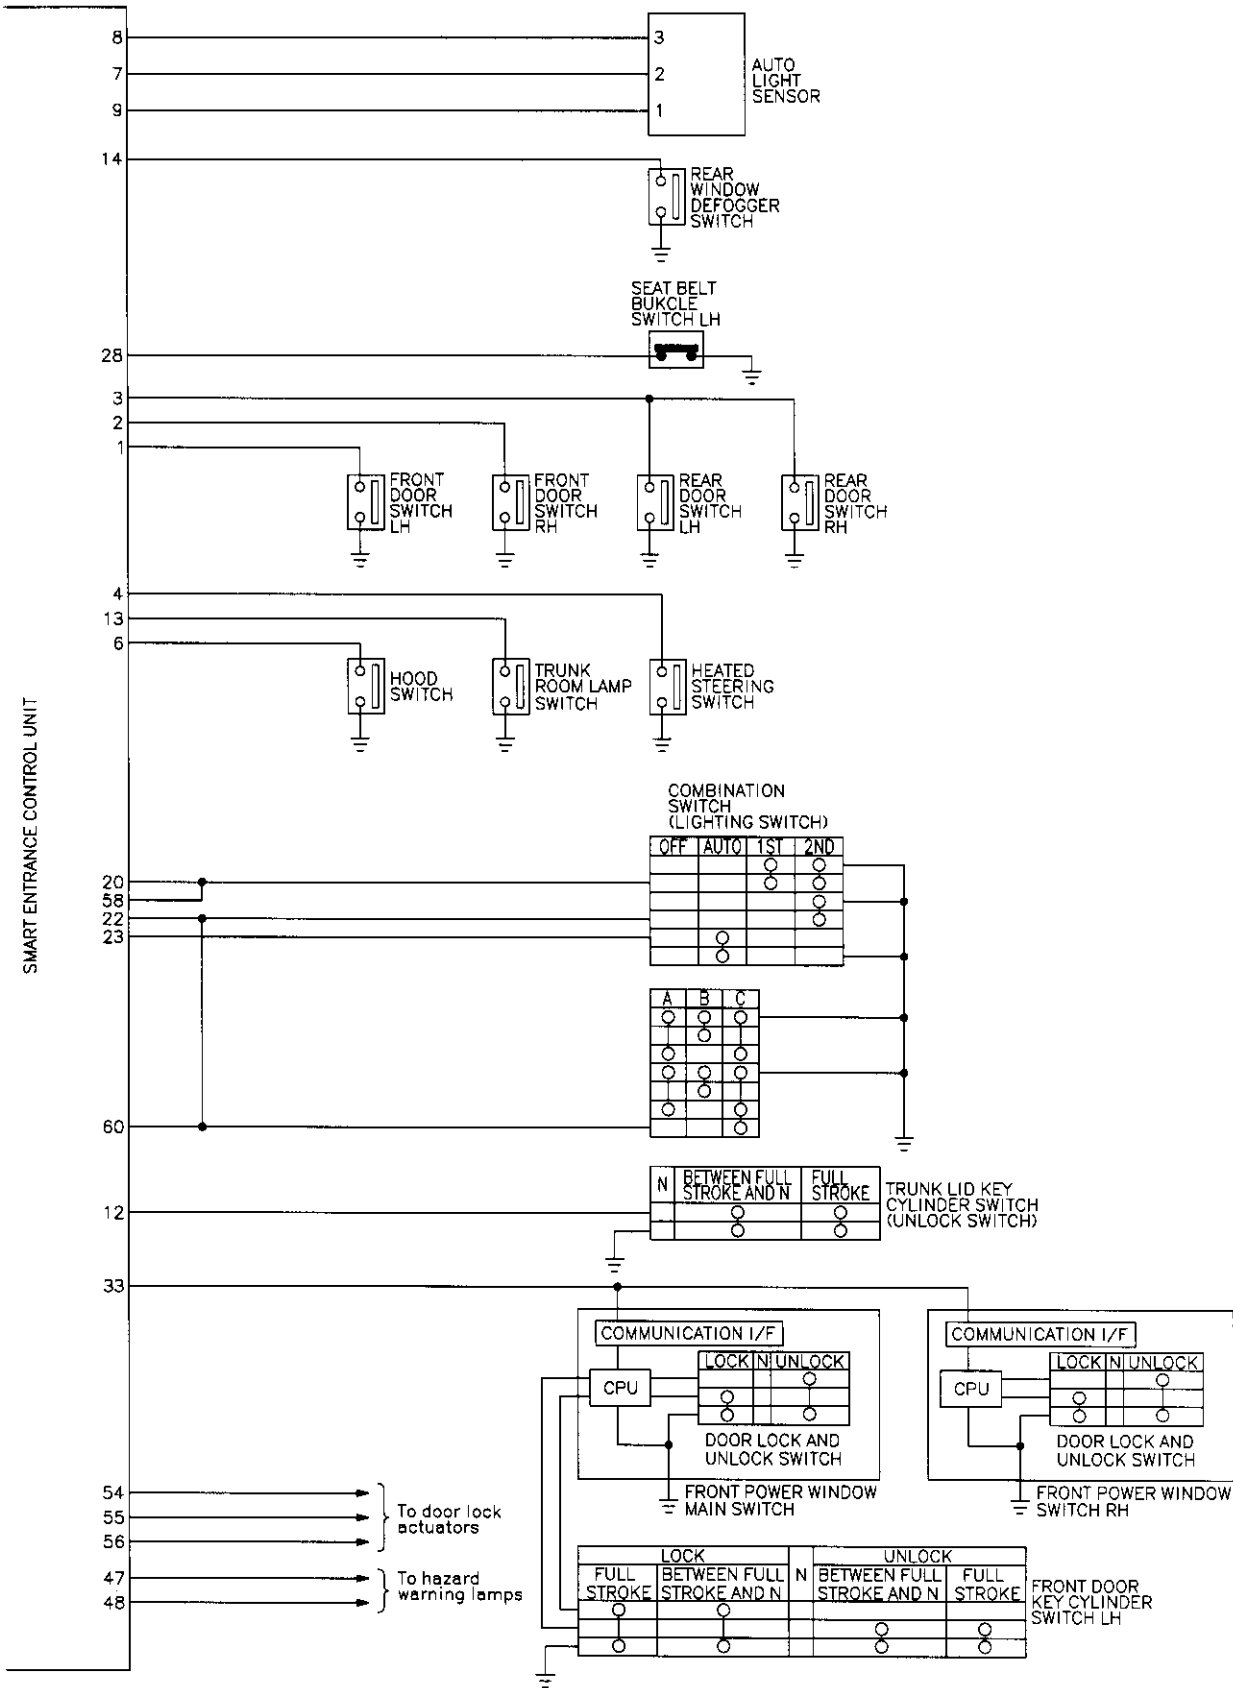 8
3
7
2
9
1
AUTO
LIGHT
SENSOR
14
REAR
WINDOW
DEFOGGER
SWITCH
SEAT BELT
BUKCLE
SWITCH LH
28
3
2
1
FRONT
DOOR
SWITCH
LH
FRONT
DOOR
SWITCH
RH
REAR
DOOR
SWITCH
LH
REAR
DOOR
SWITCH
RH
4
13
6
HOOD
SWITCH
TRUNK
ROOM LAMP
SWITCH
HEATED
STEERING
SWITCH
SMART ENTRANCE CONTROL UNIT
COMBINATION
SWITCH
(LIGHTING SWITCH)
OFF AUTO 1ST 2ND
20
58
22
23
A B C
60
N
BETWEEN FULL
STROKE AND N
FULL
STROKE
TRUNK LID KEY
CYLINDER SWITCH
(UNLOCK SWITCH)
12
33
COMMUNICATION I/F
LOCK N UNLOCK
CPU
DOOR LOCK AND
UNLOCK SWITCH
FRONT POWER WINDOW
MAIN SWITCH
COMMUNICATION I/F
LOCK N UNLOCK
CPU
DOOR LOCK AND
UNLOCK SWITCH
FRONT POWER WINDOW
SWITCH RH
54
55
56
To door lock
actuators
47
48
To hazard
warning lamps
LOCK N UNLOCK
FULL
STROKE
BETWEEN FULL
STROKE AND N
BETWEEN FULL
STROKE AND N
FULL
STROKE
FRONT DOOR
KEY CYLINDER
SWITCH LH